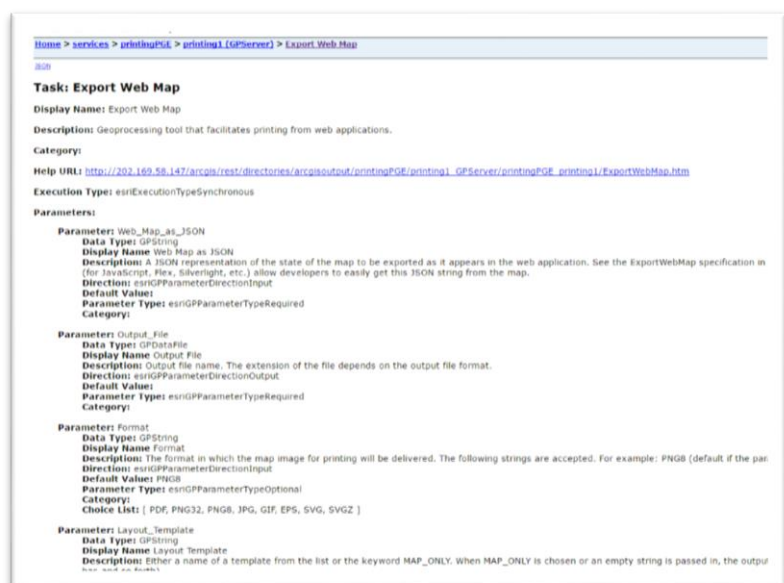 Home > services > printingPGE > printing1 (GPServer) > Export Web Map
JSON
Task: Export Web Map
Display Name: Export Web Map
Description: Geoprocessing tool that facilitates printing from web applications.
Category:
Help URL: http://202.169.58.147/arcgis/rest/directories/arcgisoutput/printingPGE/printing1_GPServer/printingPGE_printing1/ExportWebMap.htm
Execution Type: esriExecutionTypeSynchronous
Parameters:
Parameter: Web_Map_as_JSON
Data Type: GPString
Display Name Web Map as JSON
Description: A JSON representation of the state of the map to be exported as it appears in the web application. See the ExportWebMap specification in
(for JavaScript, Flex, Silverlight, etc.) allow developers to easily get this JSON string from the map.
Direction: esriGPParameterDirectionInput
Default Value:
Parameter Type: esriGPParameterTypeRequired
Category:
Parameter: Output_File
Data Type: GPDataFile
Display Name Output File
Description: Output file name. The extension of the file depends on the output file format.
Direction: esriGPParameterDirectionOutput
Default Value:
Parameter Type: esriGPParameterTypeRequired
Category:
Parameter: Format
Data Type: GPString
Display Name Format
Description: The format in which the map image for printing will be delivered. The following strings are accepted. For example: PNG8 (default if the par
Direction: esriGPParameterDirectionInput
Default Value: PNG8
Parameter Type: esriGPParameterTypeOptional
Category:
Choice List: [ PDF, PNG32, PNG8, JPG, GIF, EPS, SVG, SVGZ ]
Parameter: Layout_Template
Data Type: GPString
Display Name Layout Template
Description: Either a name of a template from the list or the keyword MAP_ONLY. When MAP_ONLY is chosen or an empty string is passed in, the output